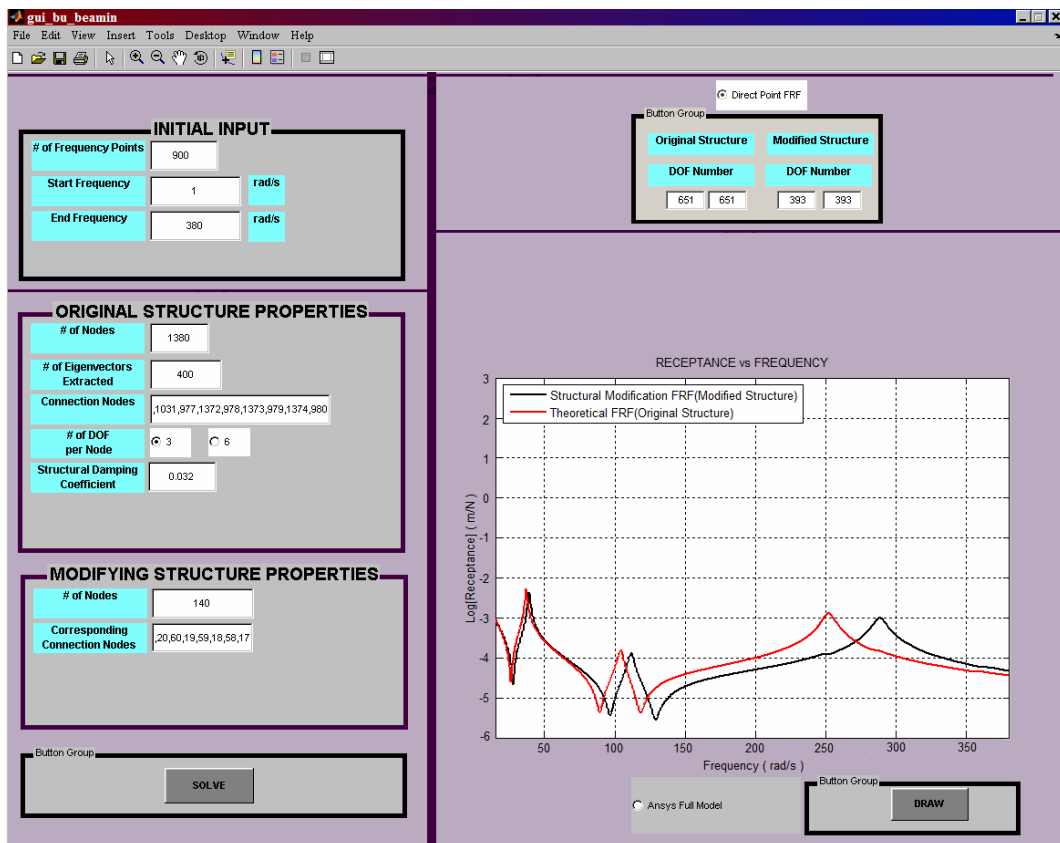 gui_bu_beamin
File Edit View Insert Tools Desktop Window Help
INITIAL INPUT
# of Frequency Points
900
Start Frequency
1
rad/s
End Frequency
380
rad/s
ORIGINAL STRUCTURE PROPERTIES
# of Nodes
1380
# of Eigenvectors
Extracted
400
Connection Nodes
,1031,977,1372,978,1373,979,1374,980
# of DOF
per Node
3
6
Structural Damping
Coefficient
0.032
MODIFYING STRUCTURE PROPERTIES
# of Nodes
140
Corresponding
Connection Nodes
,20,60,19,59,18,58,17
Button Group
SOLVE
Direct Point FRF
Button Group
Original Structure
Modified Structure
DOF Number
DOF Number
651
651
393
393
RECEPTANCE vs FREQUENCY
Structural Modification FRF(Modified Structure)
Theoretical FRF(Original Structure)
Log[Receptance] ( m/N )
3
2
1
0
-1
-2
-3
-4
-5
-6
50 100 150 200 250 300 350
Frequency ( rad/s )
Ansys Full Model
Button Group
DRAW